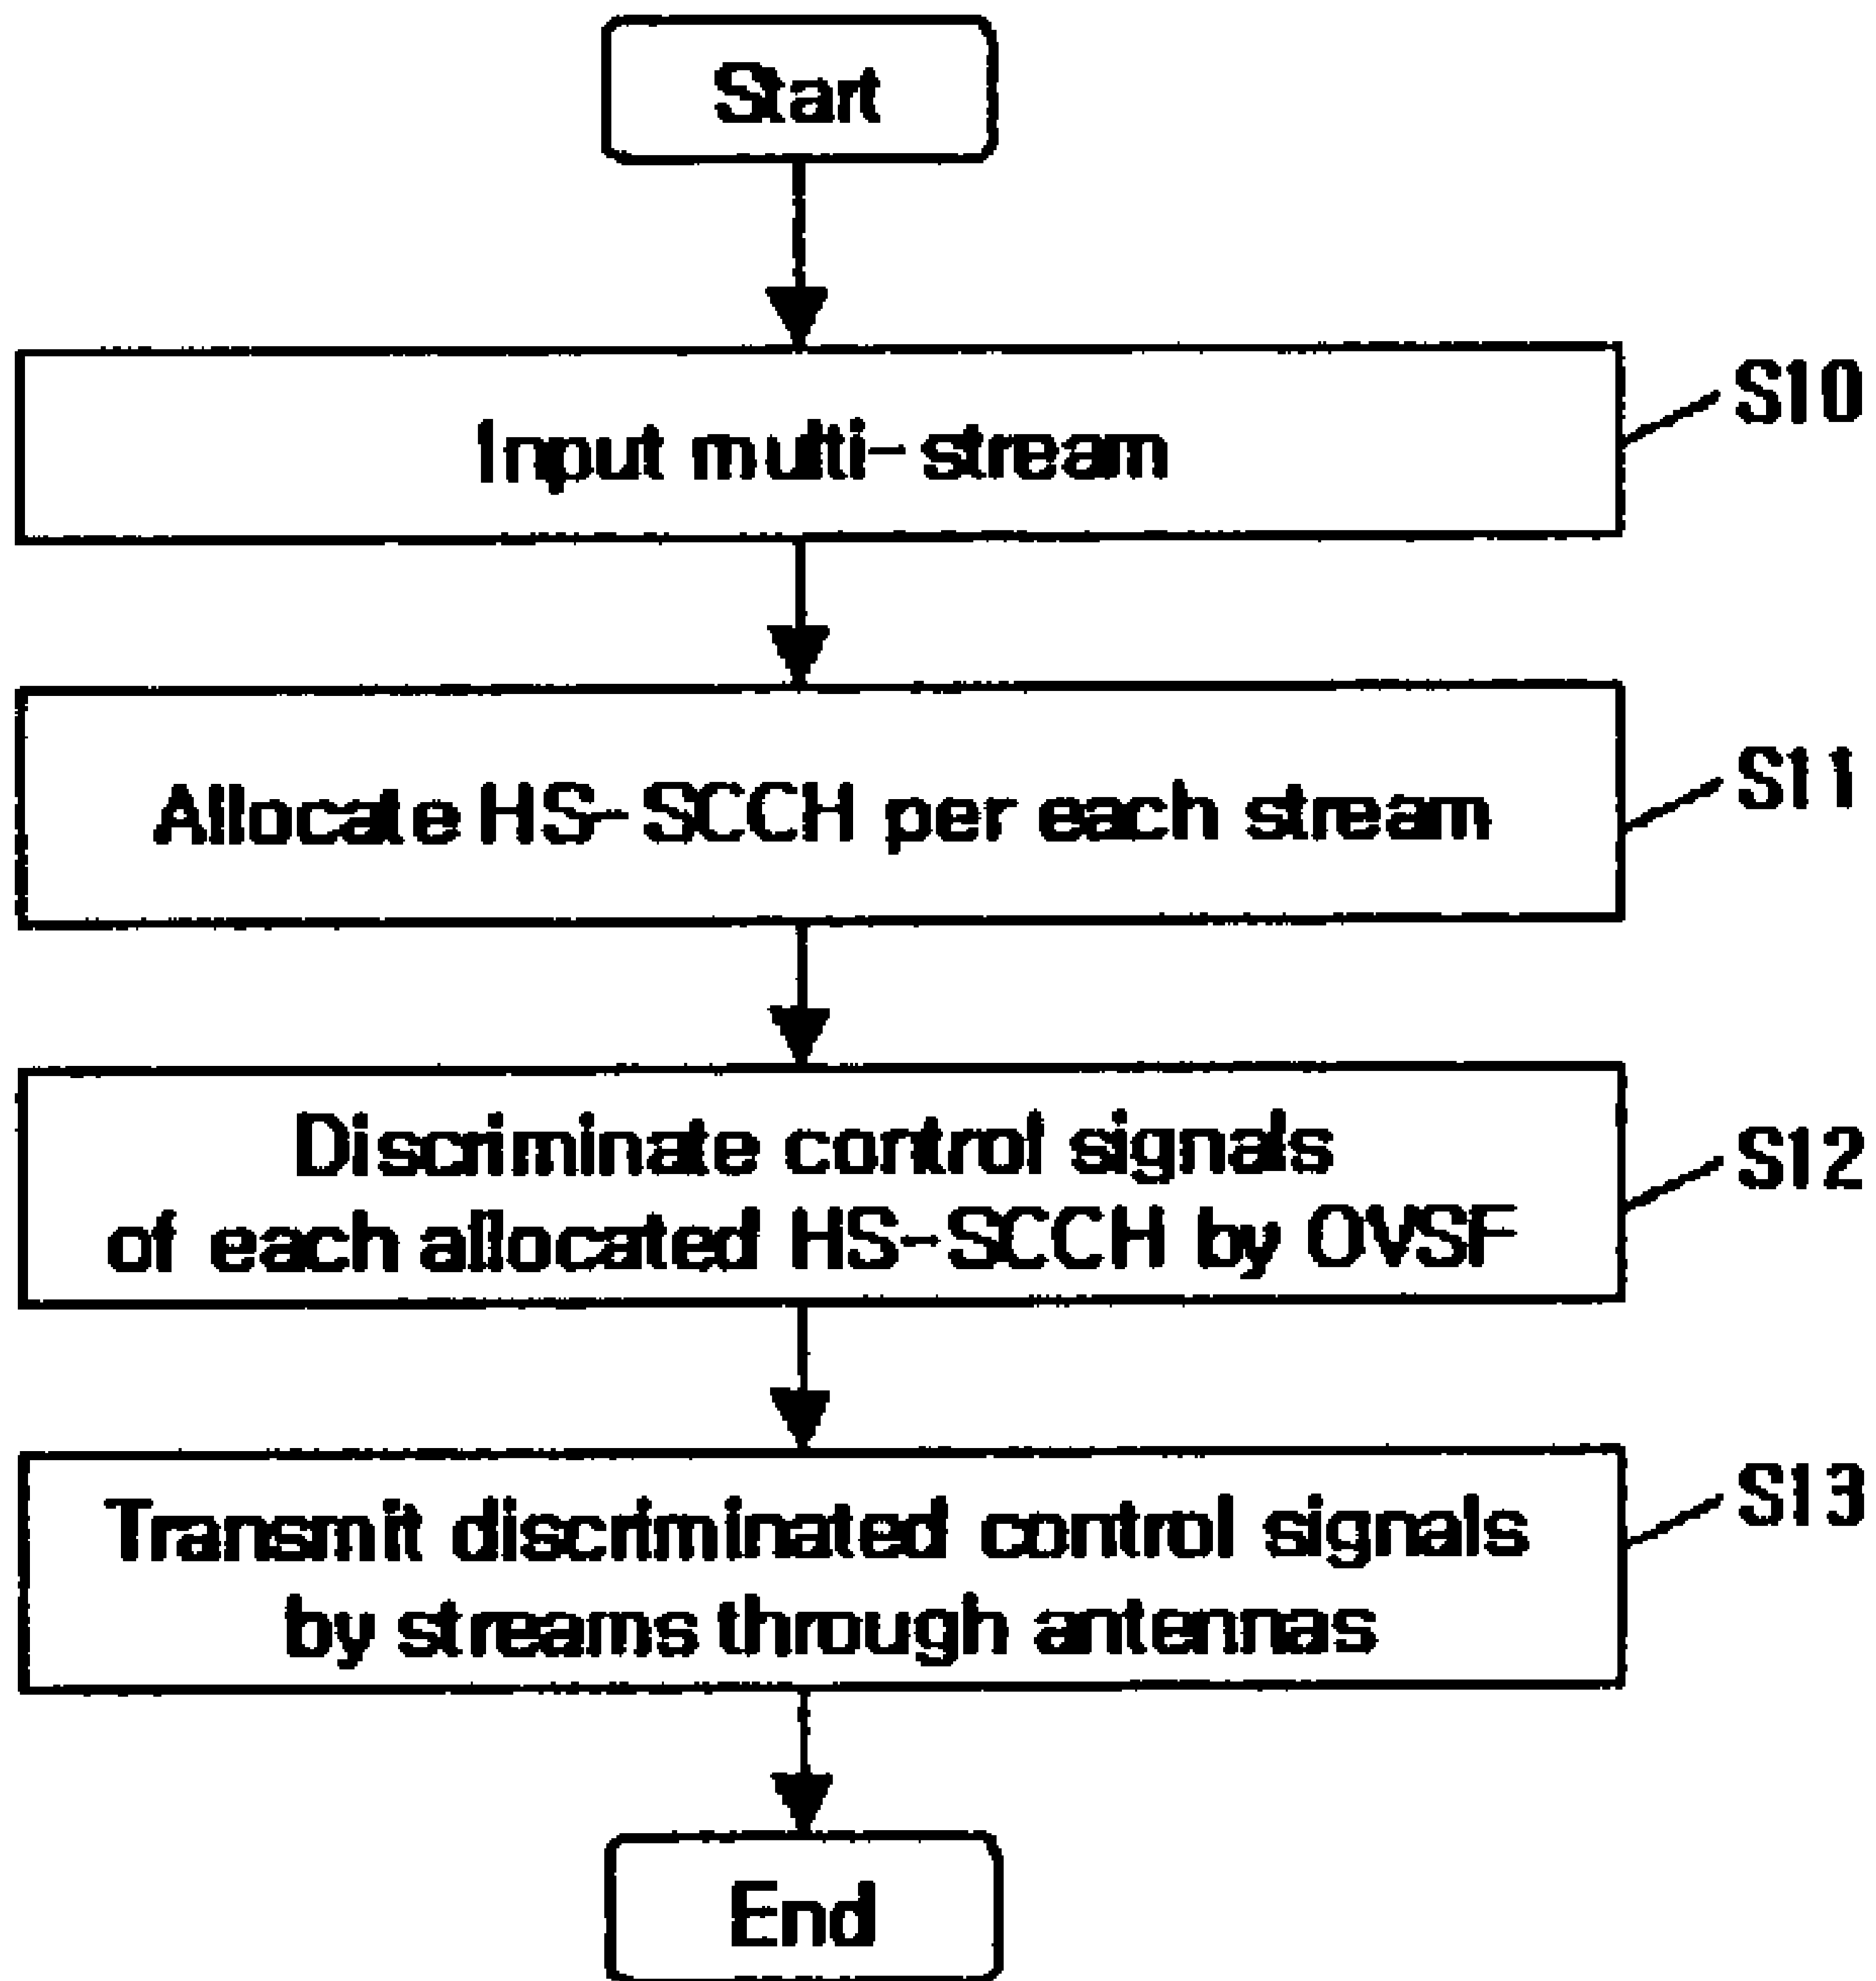 Start
Input multi-stream
S10
Allocate HS-SCCH per each stream
S11
Discriminate control signals
of each allocated HS-SCCH by OVSF
S12
Transmit discriminated control signals
by streams through antennas
S13
End